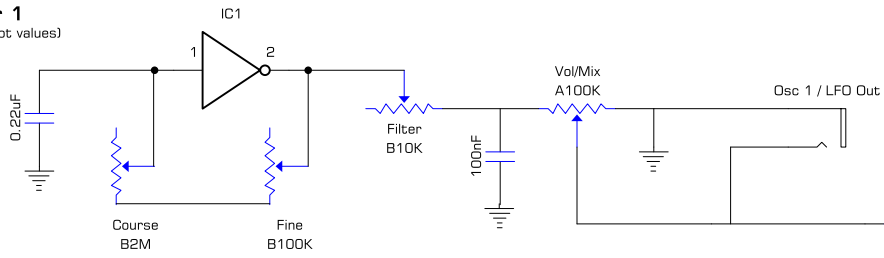 1
IC1
1
2
0.22uF
Course
B2M
Fine
B100K
Filter
B10K
100nF
Vol/Mix
A100K
Osc 1 / LFO Out
values)